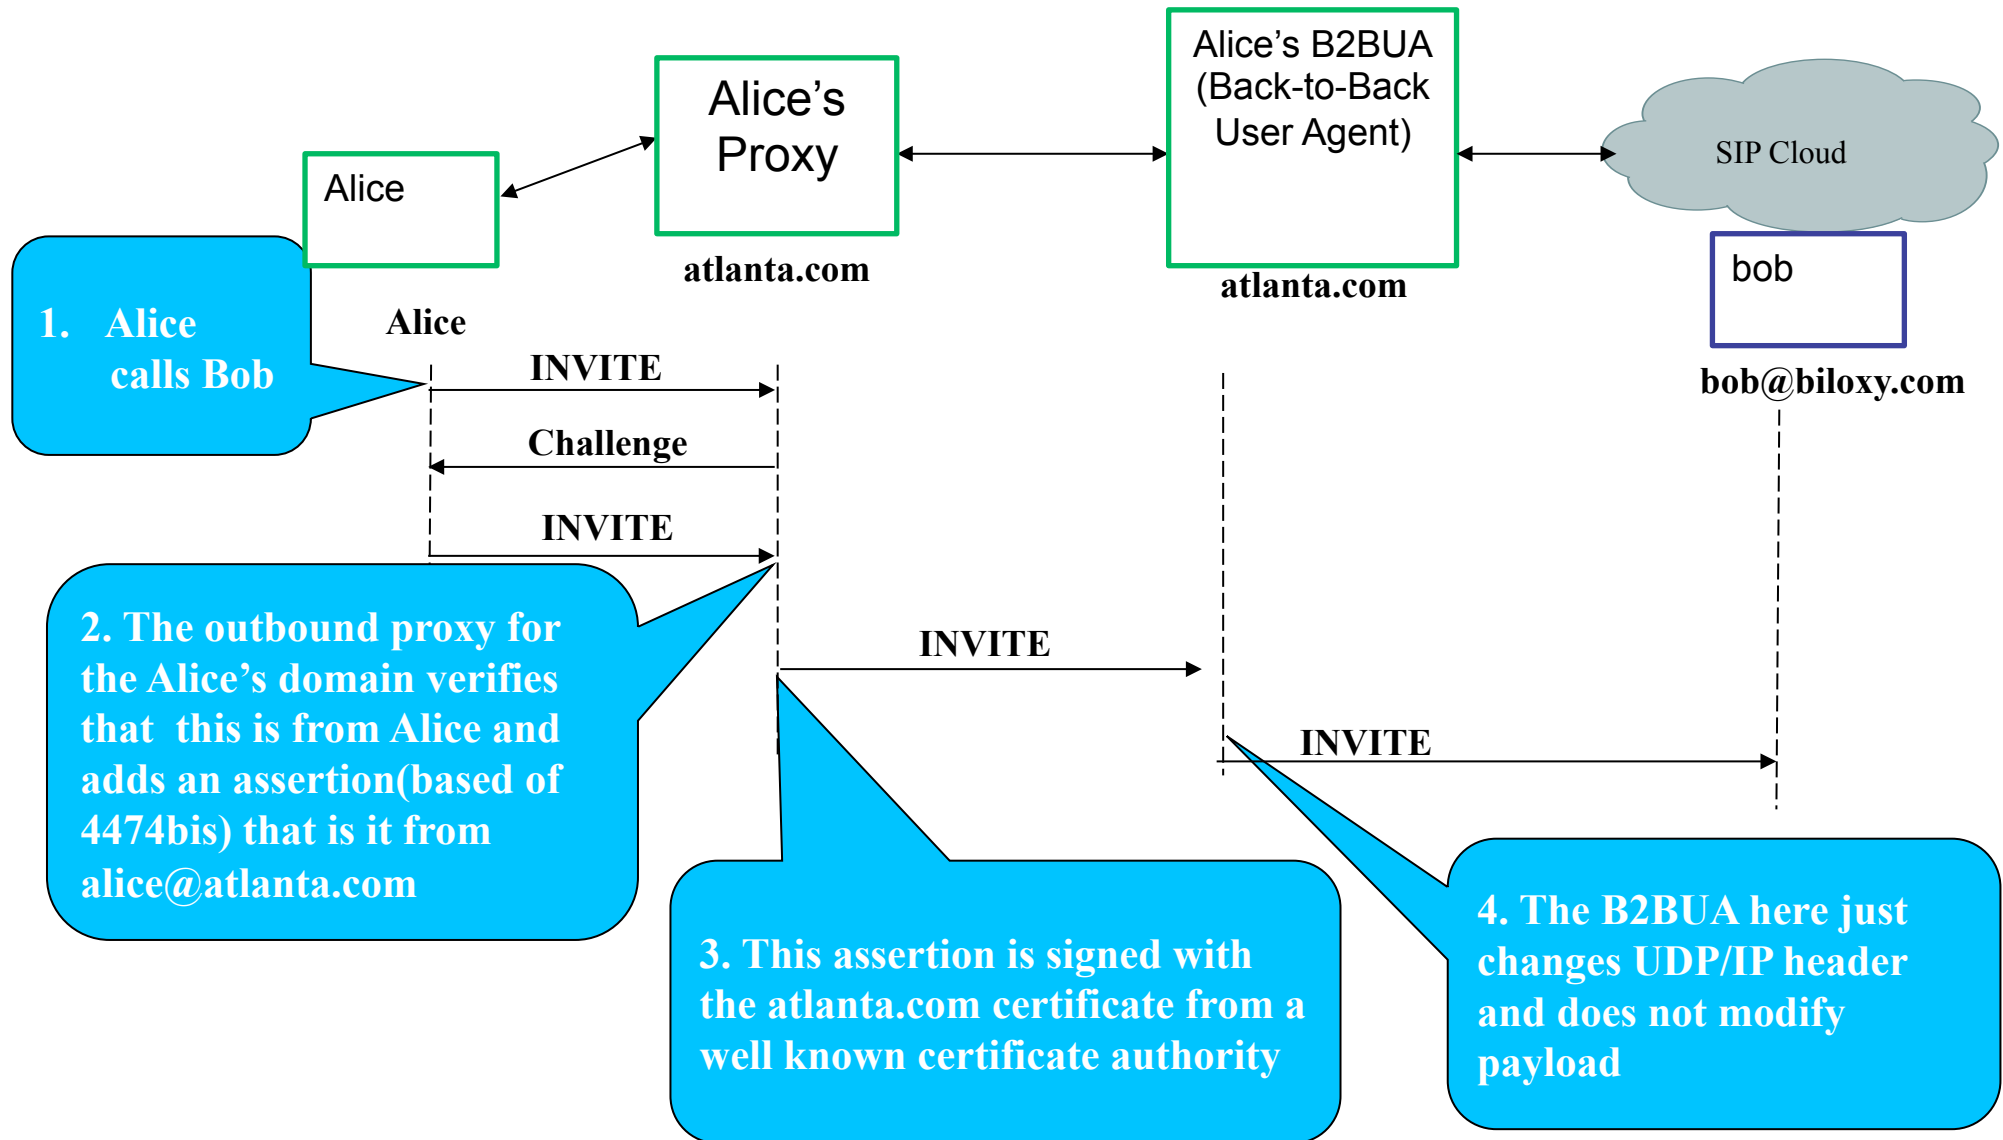 Alice
Alice’s
Proxy
Alice’s B2BUA
(Back-to-Back
User Agent)
SIP Cloud
bob
atlanta.com
atlanta.com
bob@biloxy.com
Alice
1. Alice
calls Bob
INVITE
Challenge
INVITE
2. The outbound proxy for
the Alice’s domain verifies
that this is from Alice and
adds an assertion(based of
4474bis) that is it from
alice@atlanta.com
INVITE
INVITE
3. This assertion is signed with
the atlanta.com certificate from a
well known certificate authority
4. The B2BUA here just
changes UDP/IP header
and does not modify
payload